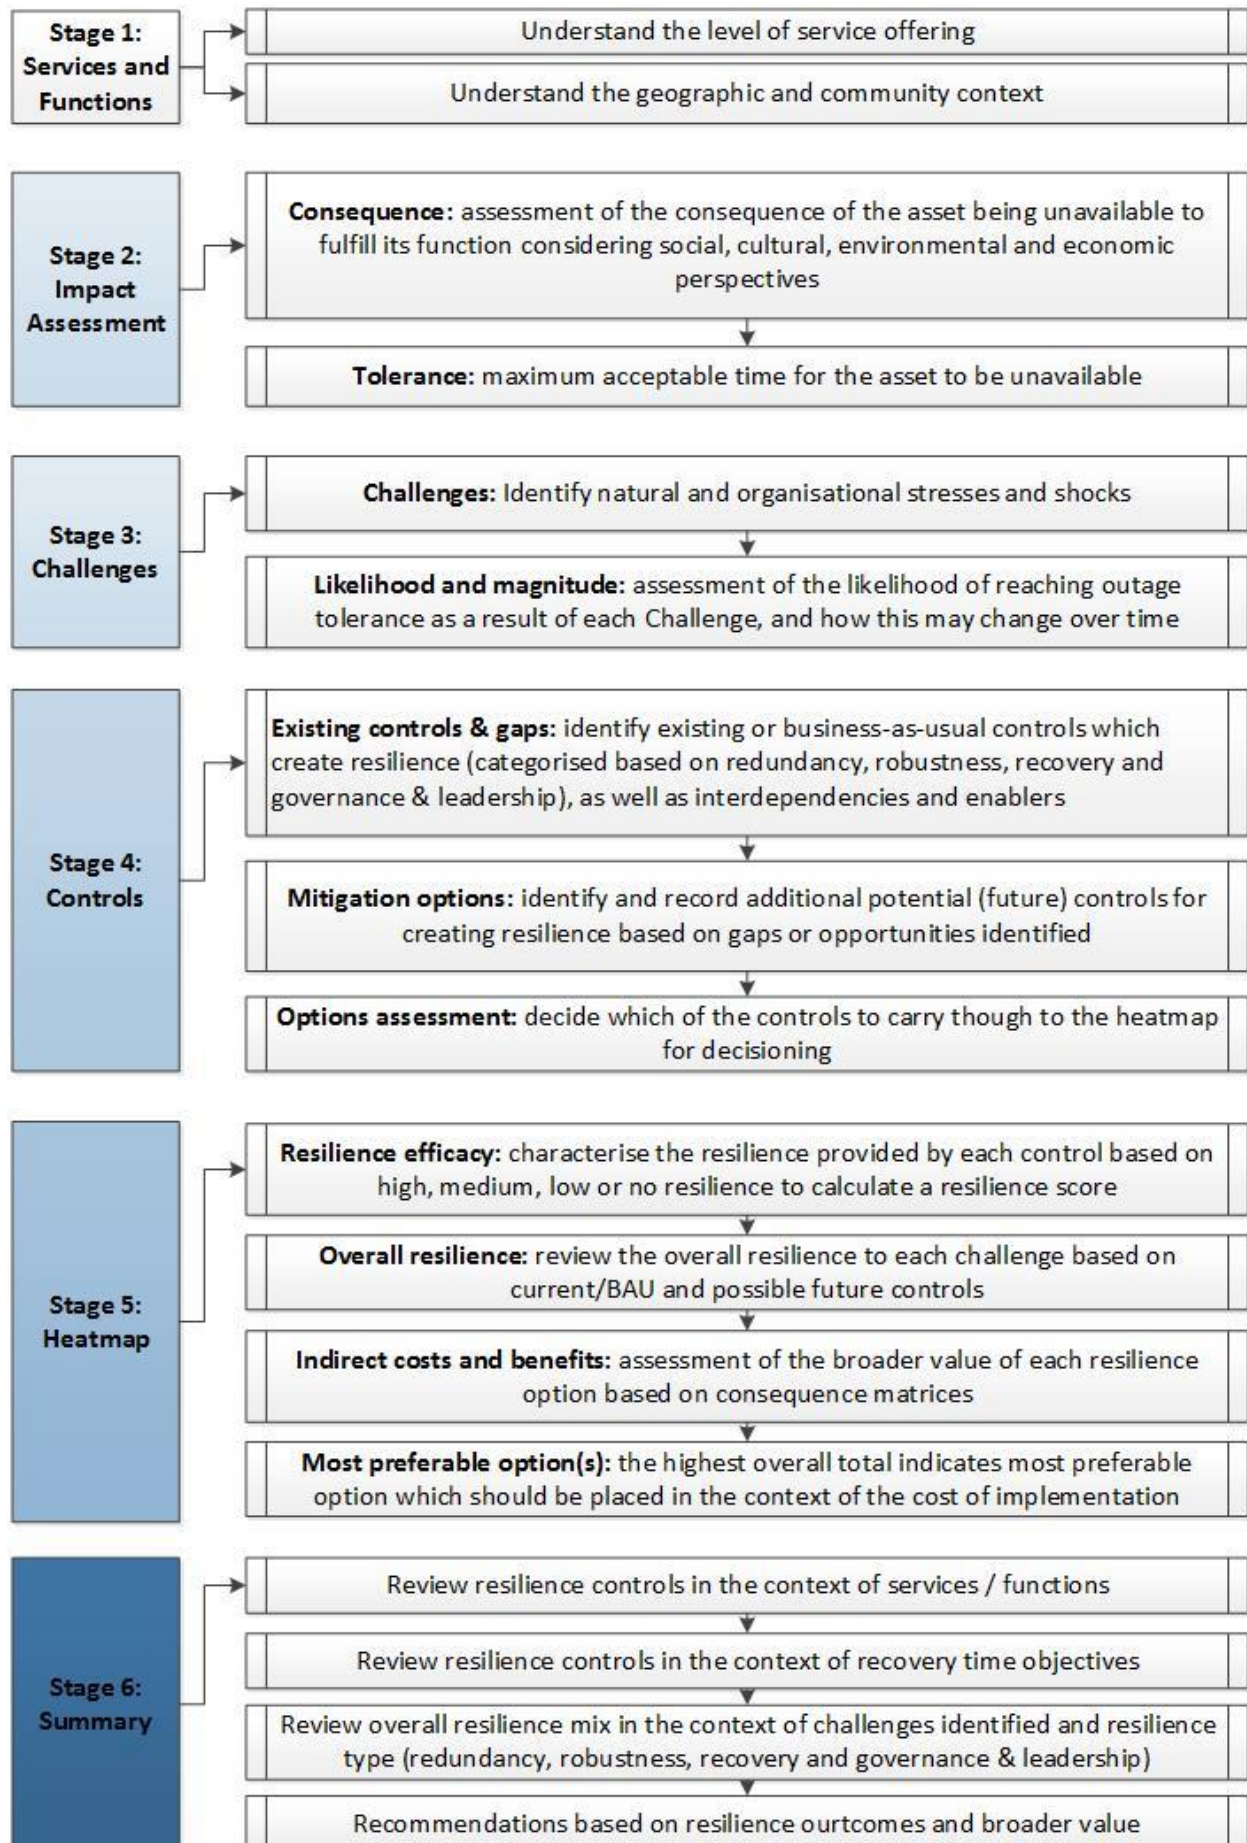 Stage 1:
Services and
Functions
Understand the level of service offering
Understand the geographic and community context
Stage 2:
Impact
Assessment
Consequence: assessment of the consequence of the asset being unavailable to
fulfill its function considering social, cultural, environmental and economic
perspectives
Tolerance: maximum acceptable time for the asset to be unavailable
Stage 3:
Challenges
Challenges: Identify natural and organisational stresses and shocks
Likelihood and magnitude: assessment of the likelihood of reaching outage
tolerance as a result of each Challenge, and how this may change over time
Stage 4:
Controls
Existing controls & gaps: identify existing or business-as-usual controls which
create resilience (categorised based on redundancy, robustness, recovery and
governance & leadership), as well as interdependencies and enablers
Mitigation options: identify and record additional potential (future) controls for
creating resilience based on gaps or opportunities identified
Options assessment: decide which of the controls to carry though to the heatmap
for decisioning
Stage 5:
Heatmap
Resilience efficacy: characterise the resilience provided by each control based on
high, medium, low or no resilience to calculate a resilience score
Overall resilience: review the overall resilience to each challenge based on
current/BAU and possible future controls
Indirect costs and benefits: assessment of the broader value of each resilience
option based on consequence matrices
Most preferable option(s): the highest overall total indicates most preferable
option which should be placed in the context of the cost of implementation
Stage 6:
Summary
Review resilience controls in the context of services / functions
Review resilience controls in the context of recovery time objectives
Review overall resilience mix in the context of challenges identified and resilience
type (redundancy, robustness, recovery and governance & leadership)
Recommendations based on resilience ourtcomes and broader value